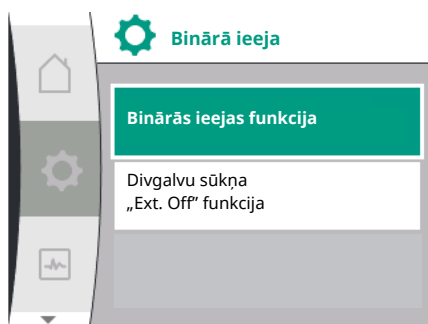 Binārā ieeja
Binārās ieejas funkcija
Divgalvu sūkņa
„Ext. Off” funkcija